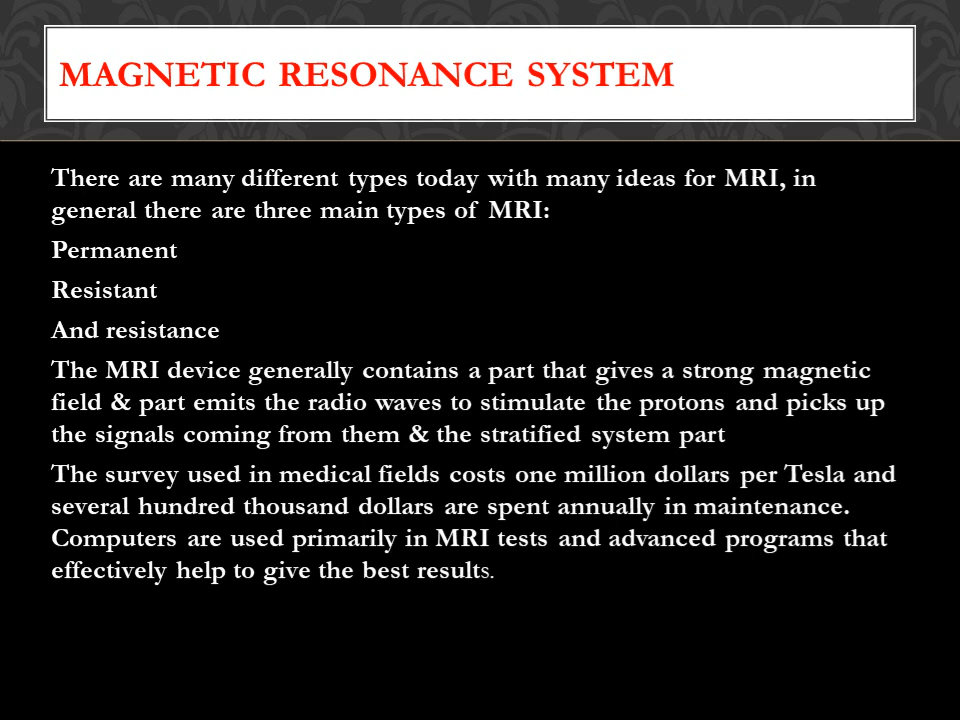 MAGNETIC RESONANCE SYSTEM
There are many different types today with many ideas for MRI, in
general there are three main types of MRI:
Permanent
Resistant
And resistance
The MRI device generally contains a part that gives a strong magnetic
field & part emits the radio waves to stimulate the protons and picks up
the signals coming from them & the stratified system part
The survey used in medical fields costs one million dollars per Tesla and
several hundred thousand dollars are spent annually in maintenance.
Computers are used primarily in MRI tests and advanced programs that
effectively help to give the best results.